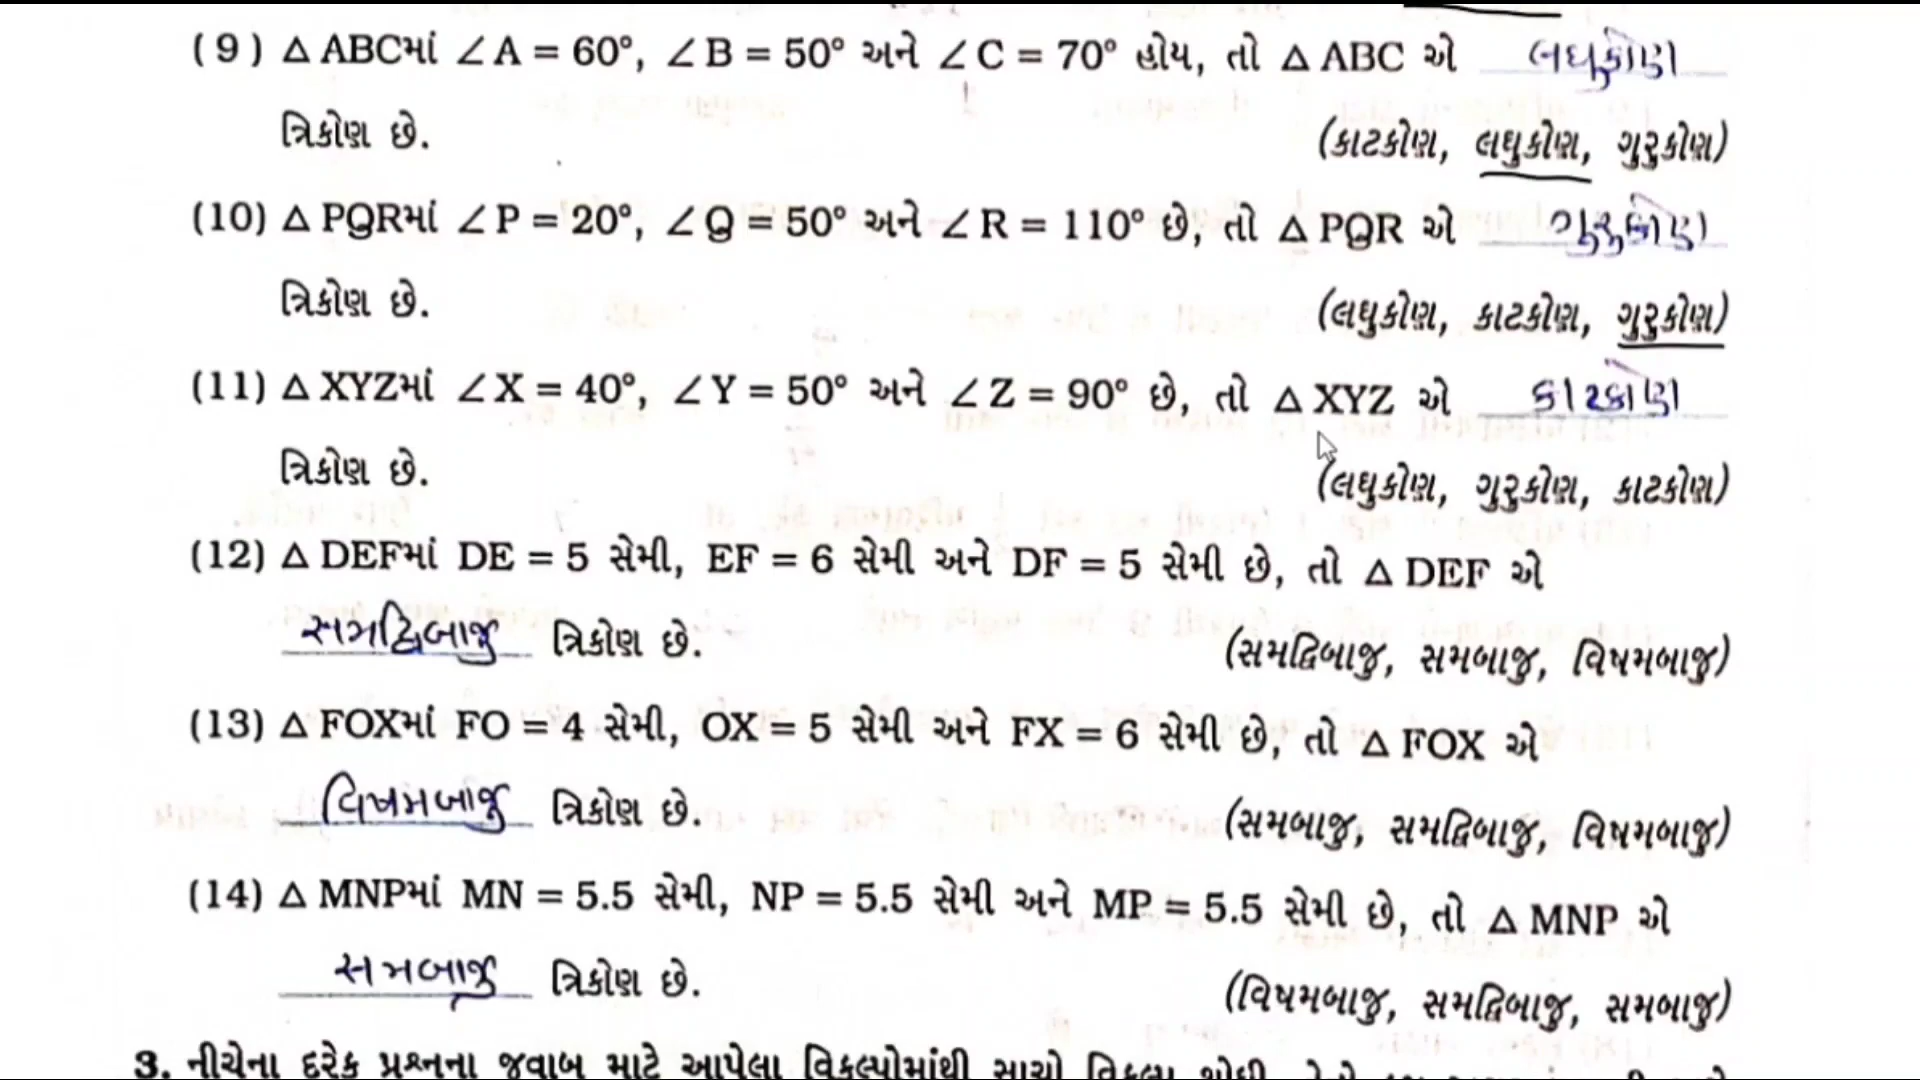 (9) △ ABCમાં ∠A = 60°, ∠B = 50° અને ∠C = 70° હોય, તો △ ABC એ લઘુકોણ
ત્રિકોણ છે. (કાટકોણ, લઘુકોણ, ગુરુકોણ)
(10) △ PQRમાં ∠P = 20°, ∠Q = 50° અને ∠R = 110° છે, તો △ PQR એ ગુરુકોણ
ત્રિકોણ છે. (લઘુકોણ, કાટકોણ, ગુરુકોણ)
(11) △ XYZમાં ∠X = 40°, ∠Y = 50° અને ∠Z = 90° છે, તો △ XYZ એ કાટકોણ
ત્રિકોણ છે. (લઘુકોણ, ગુરુકોણ, કાટકોણ)
(12) △ DEFમાં DE = 5 સેમી, EF = 6 સેમી અને DF = 5 સેમી છે, તો △ DEF એ
સમદ્વિબાજુ ત્રિકોણ છે. (સમદ્વિબાજુ, સમબાજુ, વિષમબાજુ)
(13) △ FOXમાં FO = 4 સેમી, OX = 5 સેમી અને FX = 6 સેમી છે, તો △ FOX એ
વિષમબાજુ ત્રિકોણ છે. (સમબાજુ, સમદ્વિબાજુ, વિષમબાજુ)
(14) △ MNPમાં MN = 5.5 સેમી, NP = 5.5 સેમી અને MP = 5.5 સેમી છે, તો △ MNP એ
સમબાજુ ત્રિકોણ છે. (વિષમબાજુ, સમદ્વિબાજુ, સમબાજુ)
3. નીચેના દરેક પ્રશ્નના જવાબ માટે આપેલા વિકલ્પોમાંથી સાચો વિકલ્પ શોધી